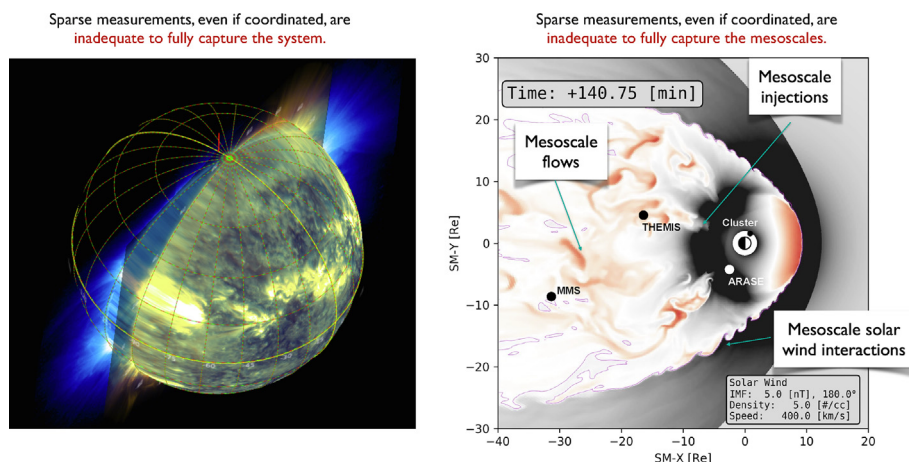 Sparse measurements, even if coordinated, are
inadequate to fully capture the system.
Sparse measurements, even if coordinated, are
inadequate to fully capture the mesoscales.
Time: +140.75 [min]
Mesoscale
injections
Mesoscale
flows
THEMIS
Cluster
ARASE
MMS
Mesoscale solar
wind interactions
Solar Wind
IMF: 5.0 [nT], 180.0°
Density: 5.0 [#/cc]
Speed: 400.0 [km/s]
SM-Y [Re]
30
20
10
0
−10
−20
−30
−40
−30
−20
−10
0
10
20
SM-X [Re]